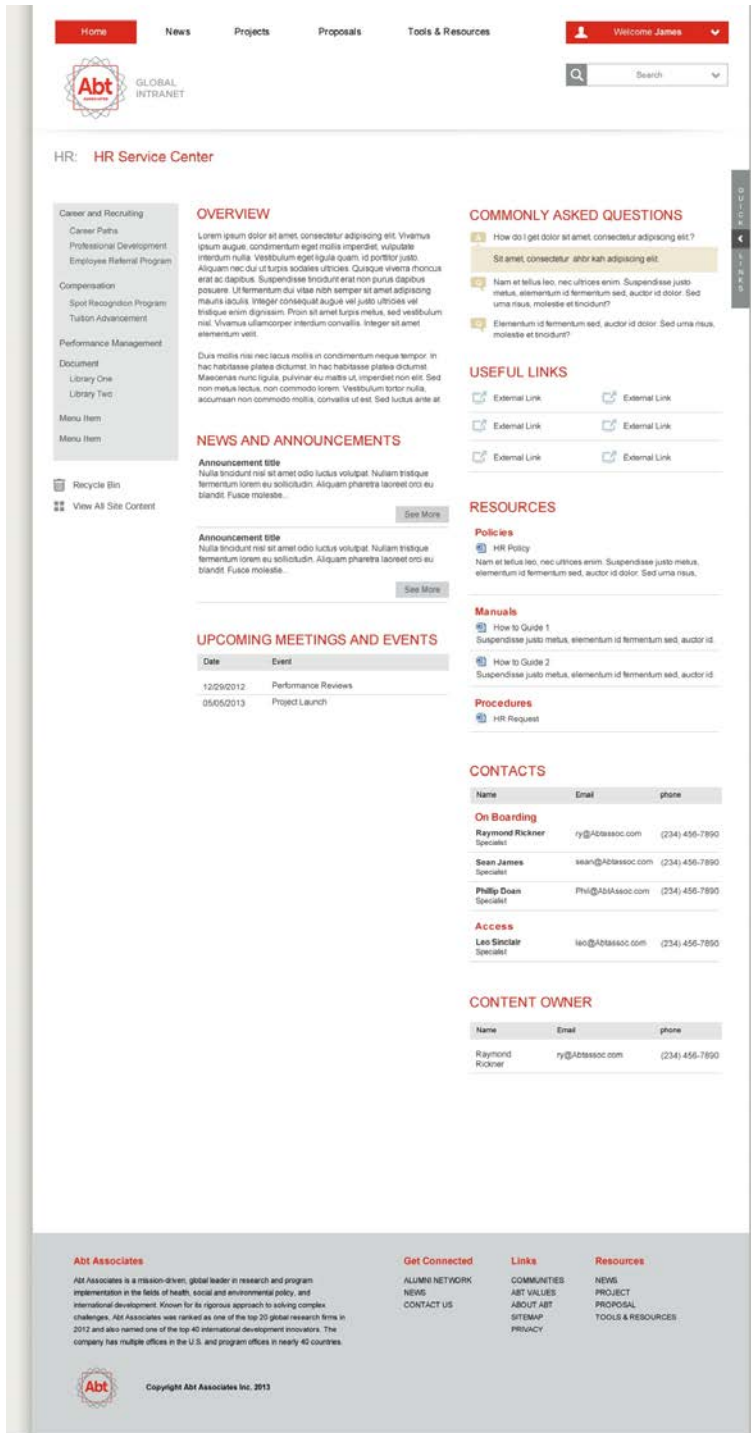 Home
News
Projects
Proposals
Tools & Resources
Welcome James
Abt
ASSOCIATES
GLOBAL
INTRANET
Search
HR: HR Service Center
QUICK
LINKS
Career and Recruiting
Career Paths
Professional Development
Employee Referral Program
Compensation
Spot Recognition Program
Tuition Advancement
Performance Management
Document
Library One
Library Two
Menu Item
Menu Item
Recycle Bin
View All Site Content
OVERVIEW
Lorem ipsum dolor sit amet, consectetur adipiscing elit. Vivamus
ipsum augue, condimentum eget mollis imperdiet, vulputate
interdum nulla. Vestibulum eget ligula quam, id porttitor justo.
Aliquam nec dui ut turpis sodales ultricies. Quisque viverra rhoncus
erat ac dapibus. Suspendisse tincidunt erat non purus dapibus
posuere. Ut fermentum dui vitae nibh semper sit amet adipiscing
mauris iaculis. Integer consequat augue vel justo ultricies vel
tristique enim dignissim. Proin sit amet turpis metus, sed vestibulum
nisl. Vivamus ullamcorper interdum convallis. Integer sit amet
elementum velit.
Duis mollis nisi nec lacus mollis in condimentum neque tempor. In
hac habitasse platea dictumst. In hac habitasse platea dictumst.
Maecenas nunc ligula, pulvinar eu mattis ut, imperdiet non elit. Sed
non metus lectus, non commodo lorem. Vestibulum tortor nulla,
accumsan non commodo mollis, convallis ut est. Sed luctus ante at
NEWS AND ANNOUNCEMENTS
Announcement title
Nulla tincidunt nisl sit amet odio luctus volutpat. Nullam tristique
fermentum lorem eu sollicitudin. Aliquam pharetra laoreet orci eu
blandit. Fusce molestie...
See More
Announcement title
Nulla tincidunt nisl sit amet odio luctus volutpat. Nullam tristique
fermentum lorem eu sollicitudin. Aliquam pharetra laoreet orci eu
blandit. Fusce molestie...
See More
UPCOMING MEETINGS AND EVENTS
Date Event
12/29/2012 Performance Reviews
05/05/2013 Project Launch
COMMONLY ASKED QUESTIONS
How do I get dolor sit amet, consectetur adipiscing elit.?
Sit amet, consectetur ahbr kah adipiscing elit.
Nam et tellus leo, nec ultrices enim. Suspendisse justo
metus, elementum id fermentum sed, auctor id dolor. Sed
urna risus, molestie et tincidunt?
Elementum id fermentum sed, auctor id dolor. Sed urna risus,
molestie et tincidunt?
USEFUL LINKS
External Link External Link
External Link External Link
External Link External Link
RESOURCES
Policies
HR Policy
Nam et tellus leo, nec ultrices enim. Suspendisse justo metus,
elementum id fermentum sed, auctor id dolor. Sed urna risus,
Manuals
How to Guide 1
Suspendisse justo metus, elementum id fermentum sed, auctor id.
How to Guide 2
Suspendisse justo metus, elementum id fermentum sed, auctor id.
Procedures
HR Request
CONTACTS
Name Email phone
On Boarding
Raymond Rickner ry@Abtassoc.com (234) 456-7890
Specialist
Sean James sean@Abtassoc.com (234) 456-7890
Specialist
Phillip Doan Phil@AbtAssoc.com (234) 456-7890
Specialist
Access
Leo Sinclair leo@Abtassoc.com (234) 456-7890
Specialist
CONTENT OWNER
Name Email phone
Raymond ry@Abtassoc.com (234) 456-7890
Rickner
Abt Associates
Abt Associates is a mission-driven, global leader in research and program
implementation in the fields of health, social and environmental policy, and
international development. Known for its rigorous approach to solving complex
challenges, Abt Associates was ranked as one of the top 20 global research firms in
2012 and also named one of the top 40 international development innovators. The
company has multiple offices in the U.S. and program offices in nearly 40 countries.
Get Connected
ALUMNI NETWORK
NEWS
CONTACT US
Links
COMMUNITIES
ABT VALUES
ABOUT ABT
SITEMAP
PRIVACY
Resources
NEWS
PROJECT
PROPOSAL
TOOLS & RESOURCES
Abt
Copyright Abt Associates Inc. 2013